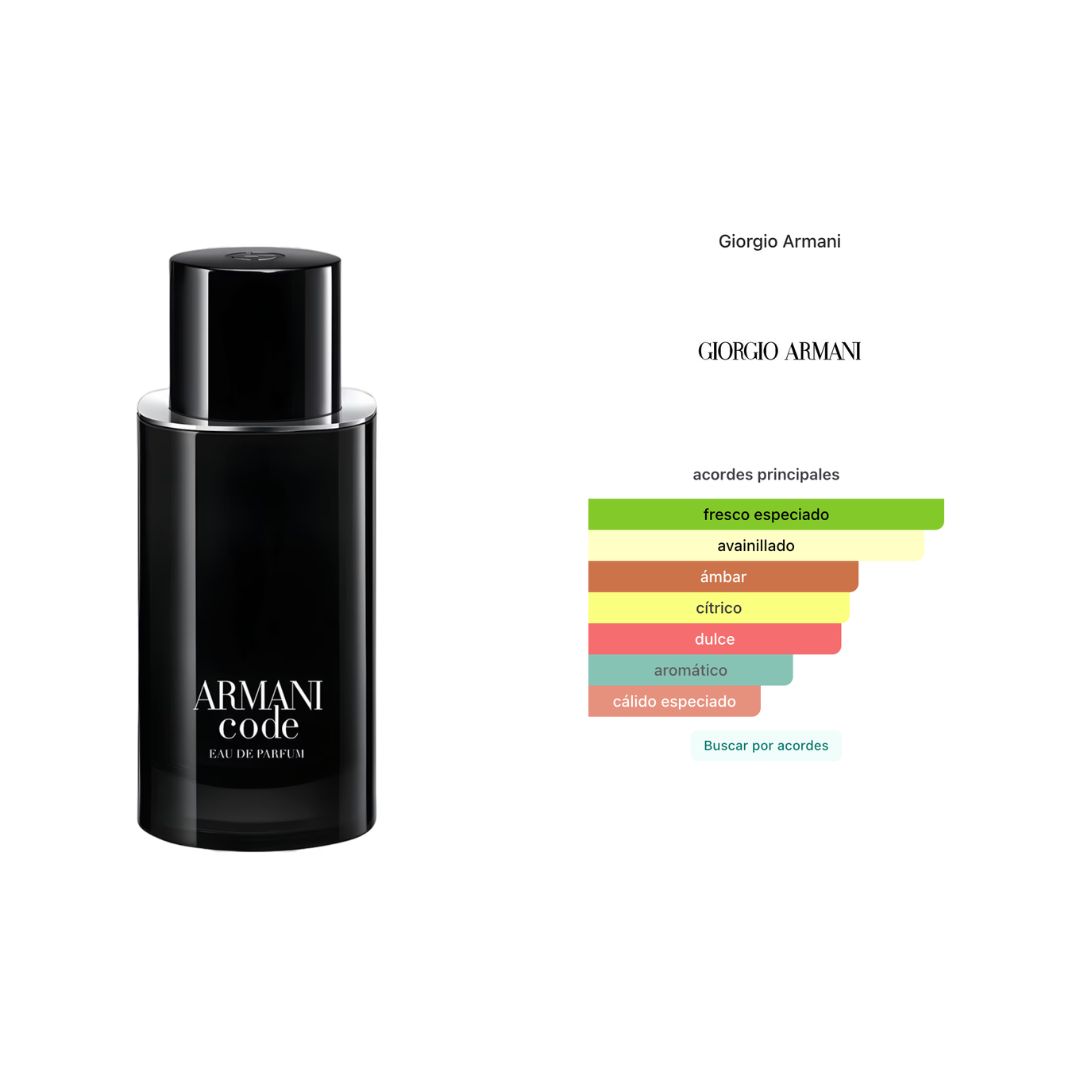 ARMANI
code
EAU DE PARFUM
Giorgio Armani
GIORGIO ARMANI
acordes principales
fresco especiado
avainillado
ámbar
cítrico
dulce
aromático
cálido especiado
Buscar por acordes